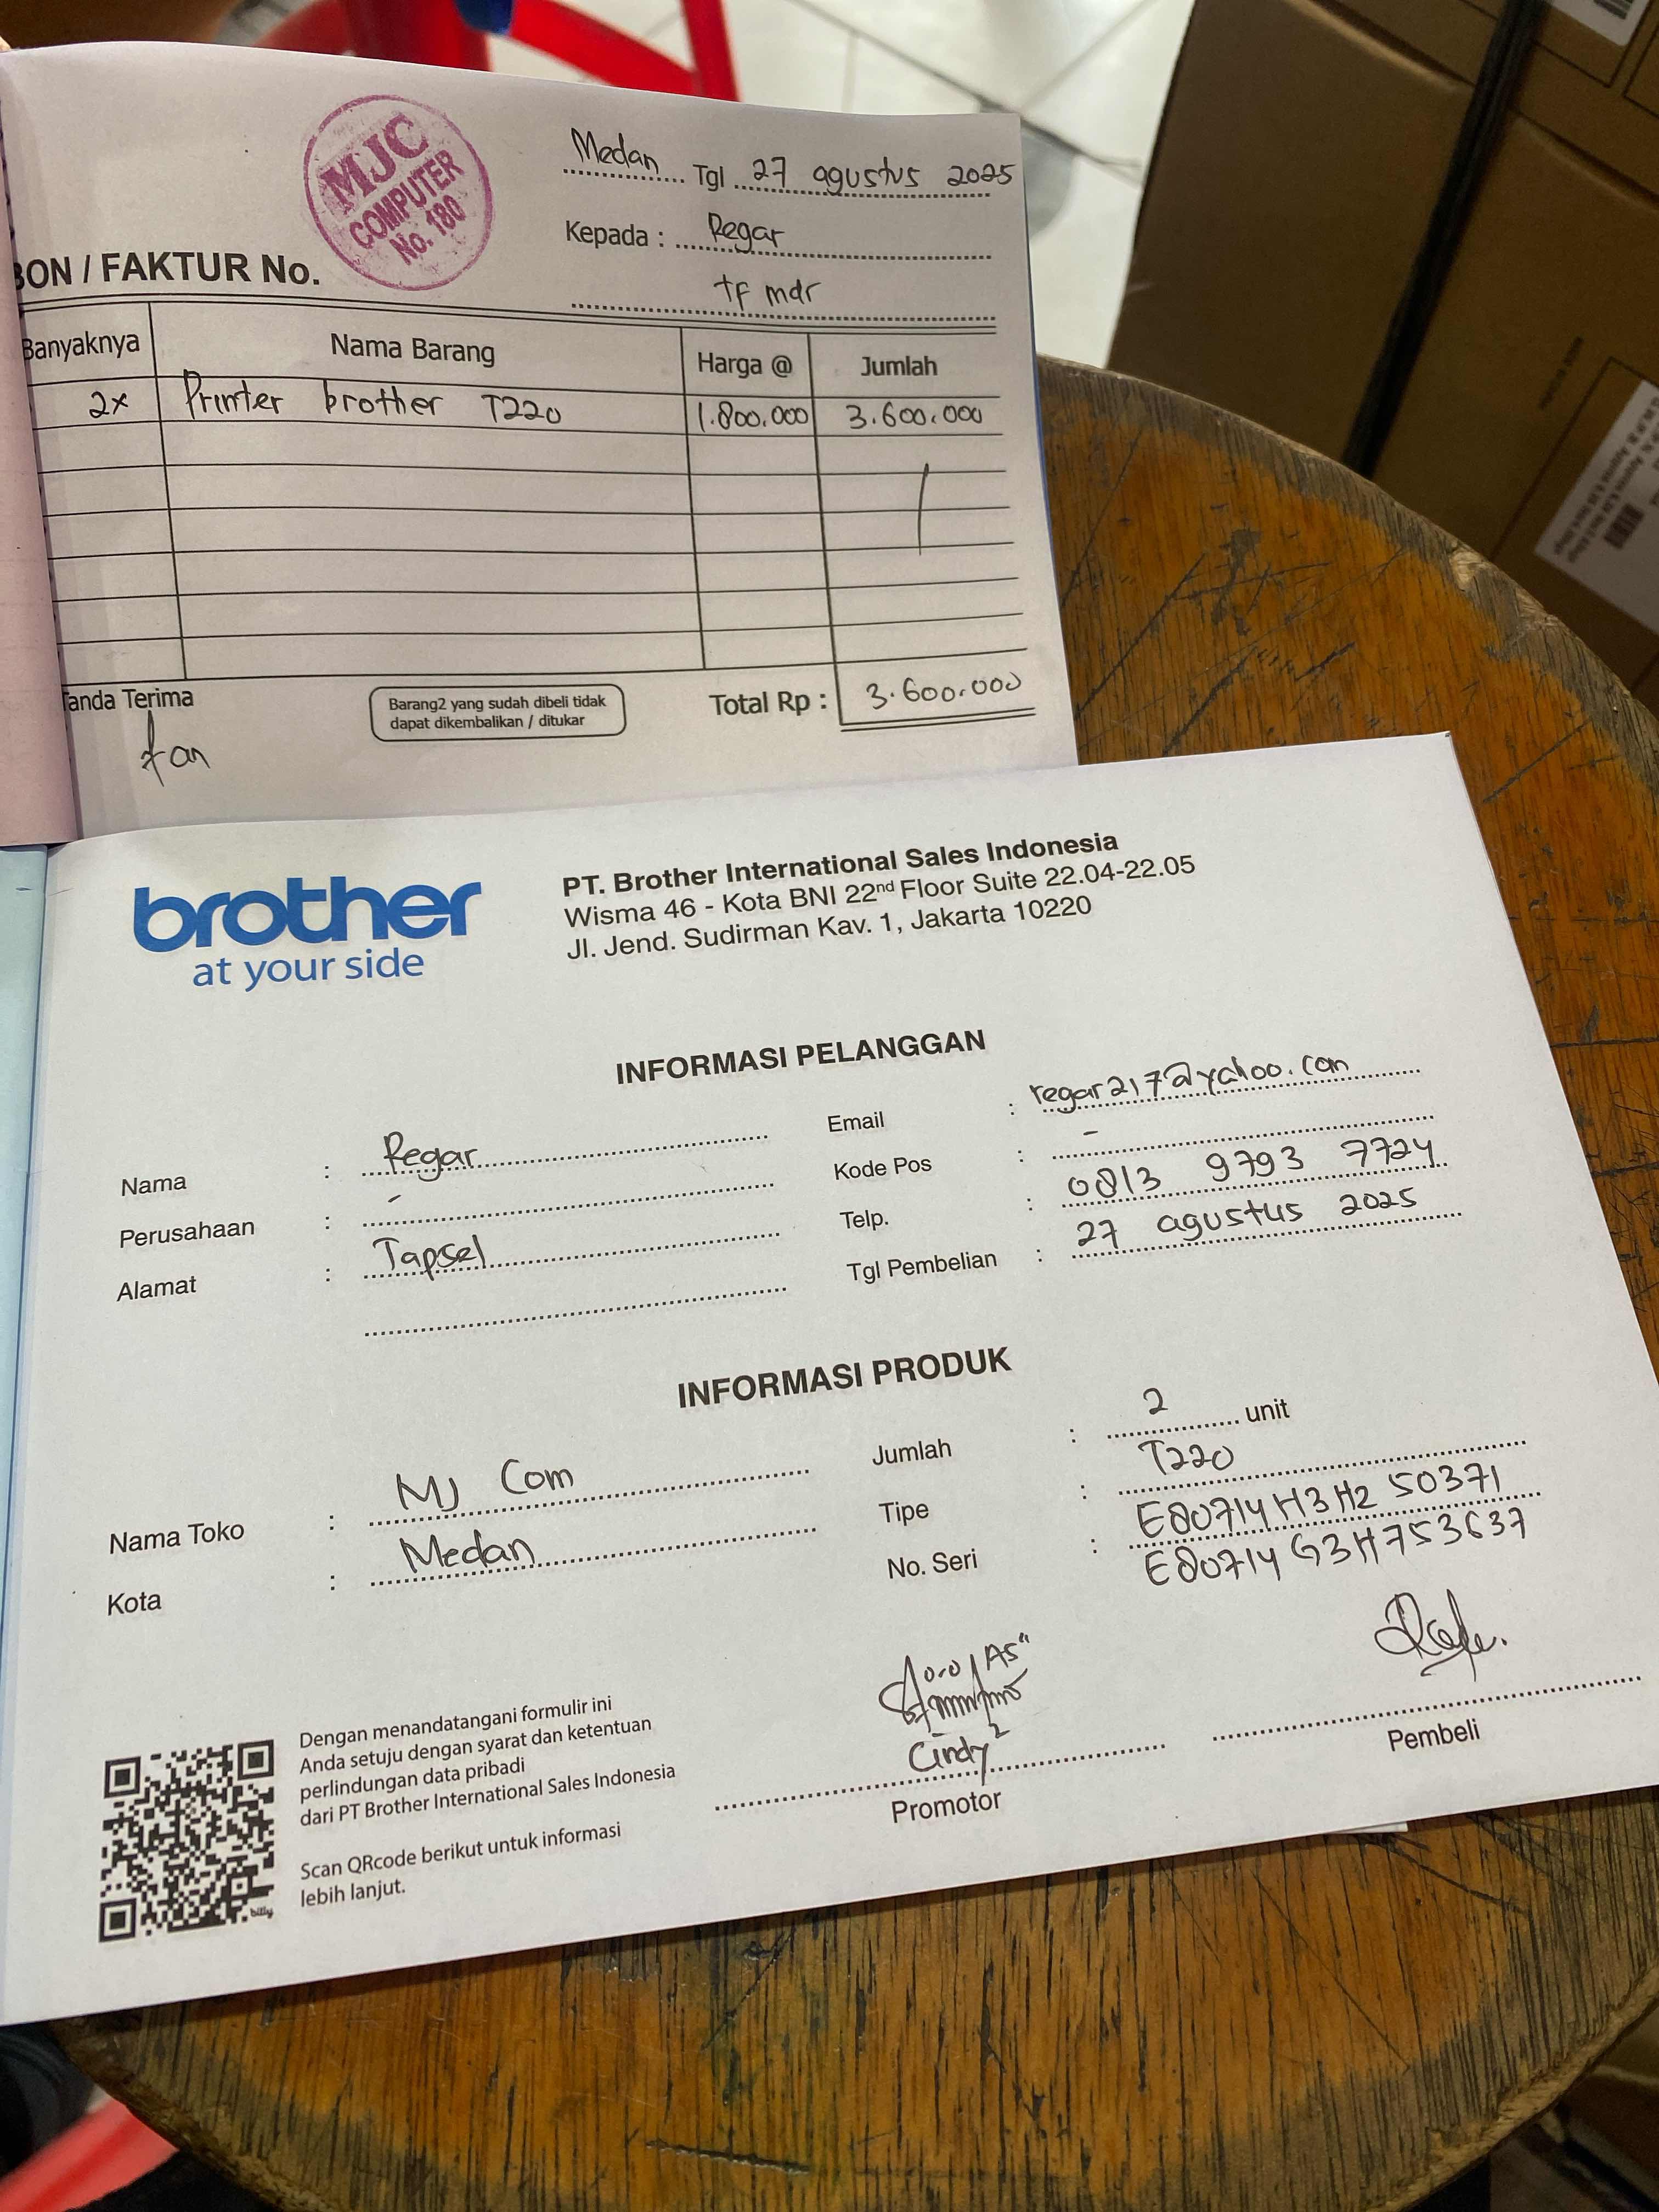 MJC
COMPUTER
No. 180
Medan Tgl 27 agustus 2025
Kepada : Regar
tf mdr
BON / FAKTUR No.
Banyaknya Nama Barang Harga @ Jumlah
2x Printer brother T220 1.800.000 3.600.000
Tanda Terima
Barang2 yang sudah dibeli tidak
dapat dikembalikan / ditukar
Total Rp : 3.600.000
brother
at your side
PT. Brother International Sales Indonesia
Wisma 46 - Kota BNI 22nd Floor Suite 22.04-22.05
Jl. Jend. Sudirman Kav. 1, Jakarta 10220
INFORMASI PELANGGAN
Nama : Regar
Perusahaan : -
Alamat : Tapsel
Email : regar217@yahoo.com
Kode Pos : -
Telp. : 0813 9793 7724
Tgl Pembelian : 27 agustus 2025
INFORMASI PRODUK
Nama Toko : MJ Com
Kota : Medan
Jumlah : 2 unit
Tipe : T220
No. Seri : E80714H3H2 50371
E80714G3H753637
Cindy
Promotor
Pembeli
Dengan menandatangani formulir ini
Anda setuju dengan syarat dan ketentuan
perlindungan data pribadi
dari PT Brother International Sales Indonesia
Scan QRcode berikut untuk informasi
lebih lanjut.
bitly